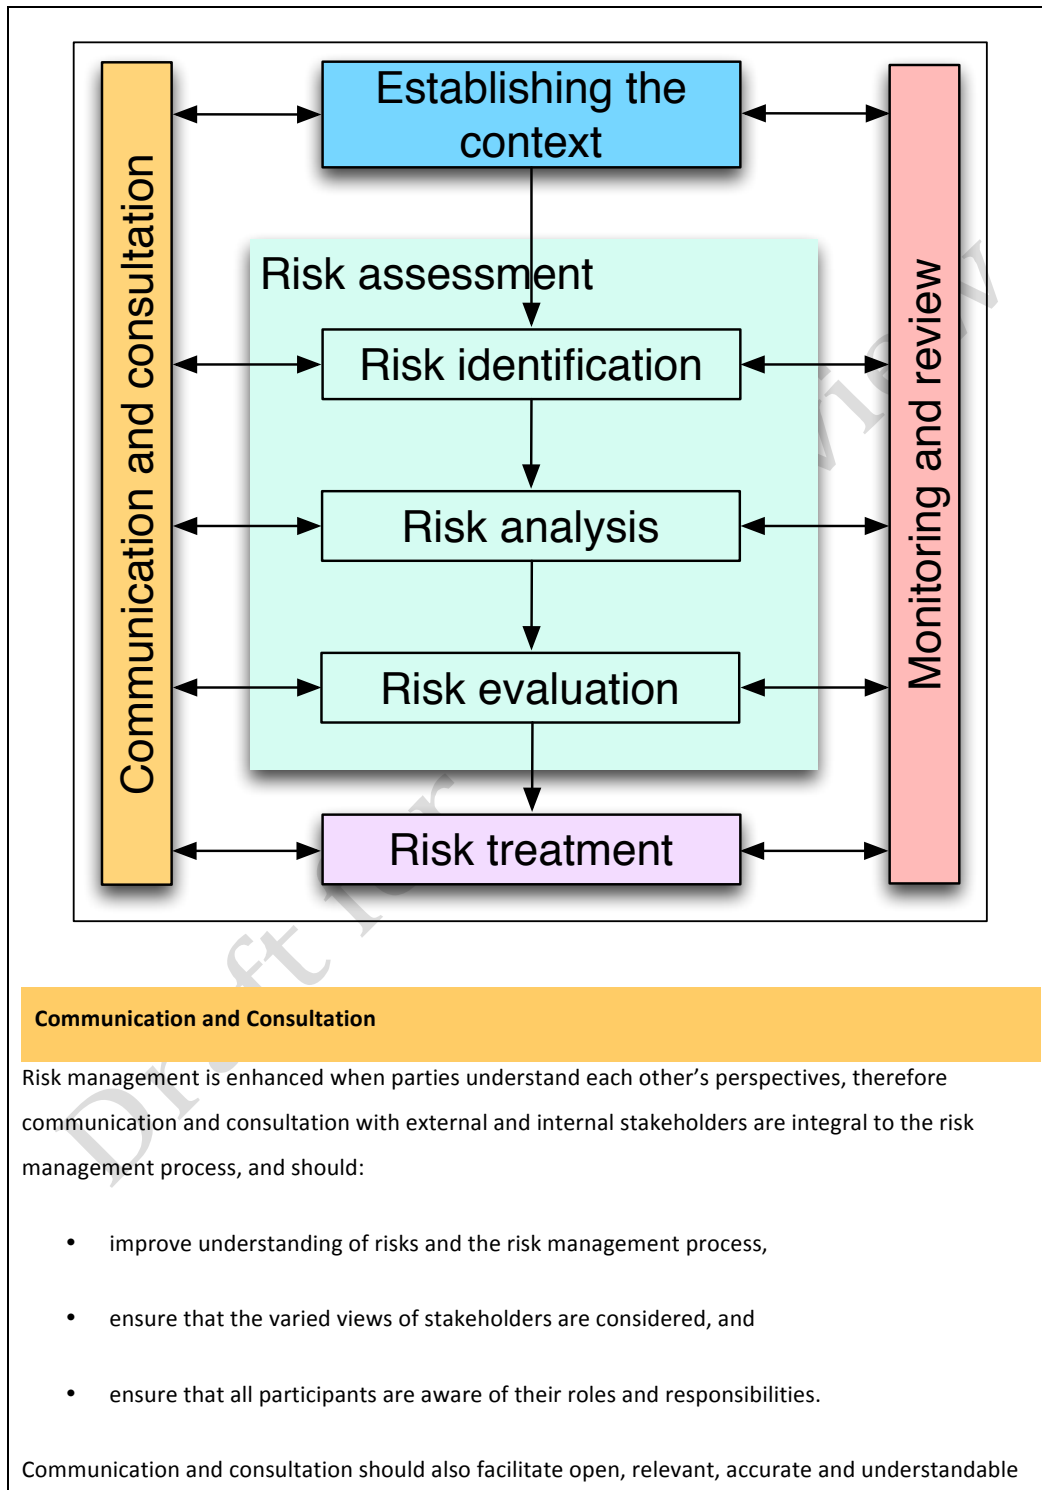 Establishing the
context
Communication and consultation
Monitoring and review
Risk assessment
Risk identification
Risk analysis
Risk evaluation
Risk treatment
Draft for review
Communication and Consultation
Risk management is enhanced when parties understand each other’s perspectives, therefore
communication and consultation with external and internal stakeholders are integral to the risk
management process, and should:
• improve understanding of risks and the risk management process,
• ensure that the varied views of stakeholders are considered, and
• ensure that all participants are aware of their roles and responsibilities.
Communication and consultation should also facilitate open, relevant, accurate and understandable